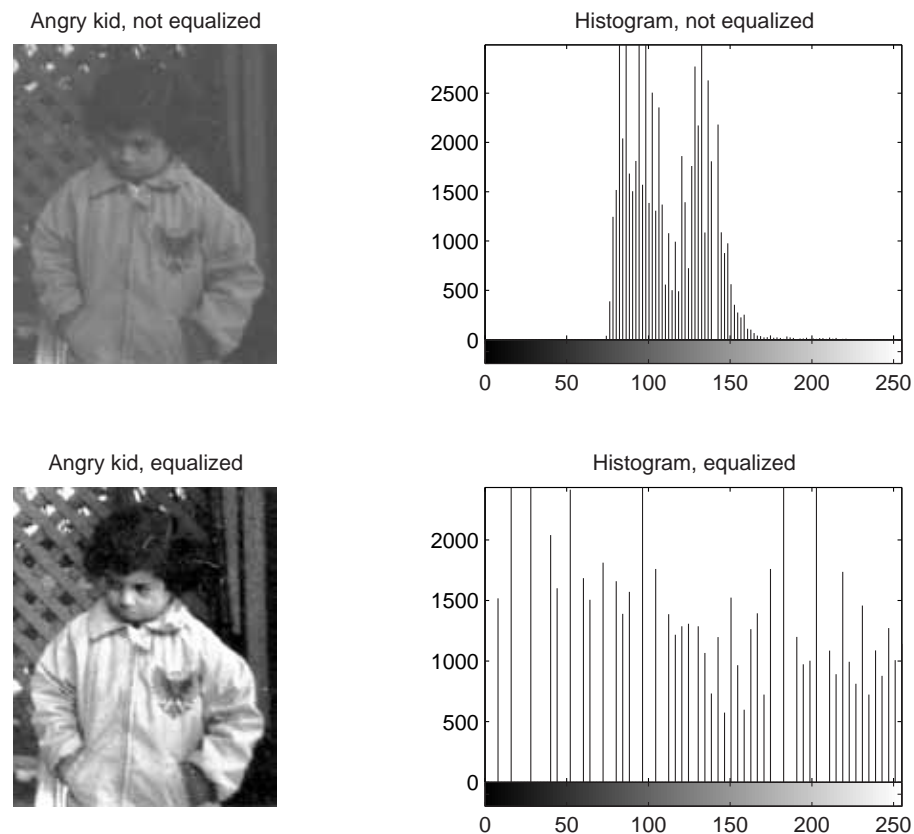 Angry kid, not equalized
Histogram, not equalized
2500
2000
1500
1000
500
0
0 50 100 150 200 250
Angry kid, equalized
Histogram, equalized
2000
1500
1000
500
0
0 50 100 150 200 250